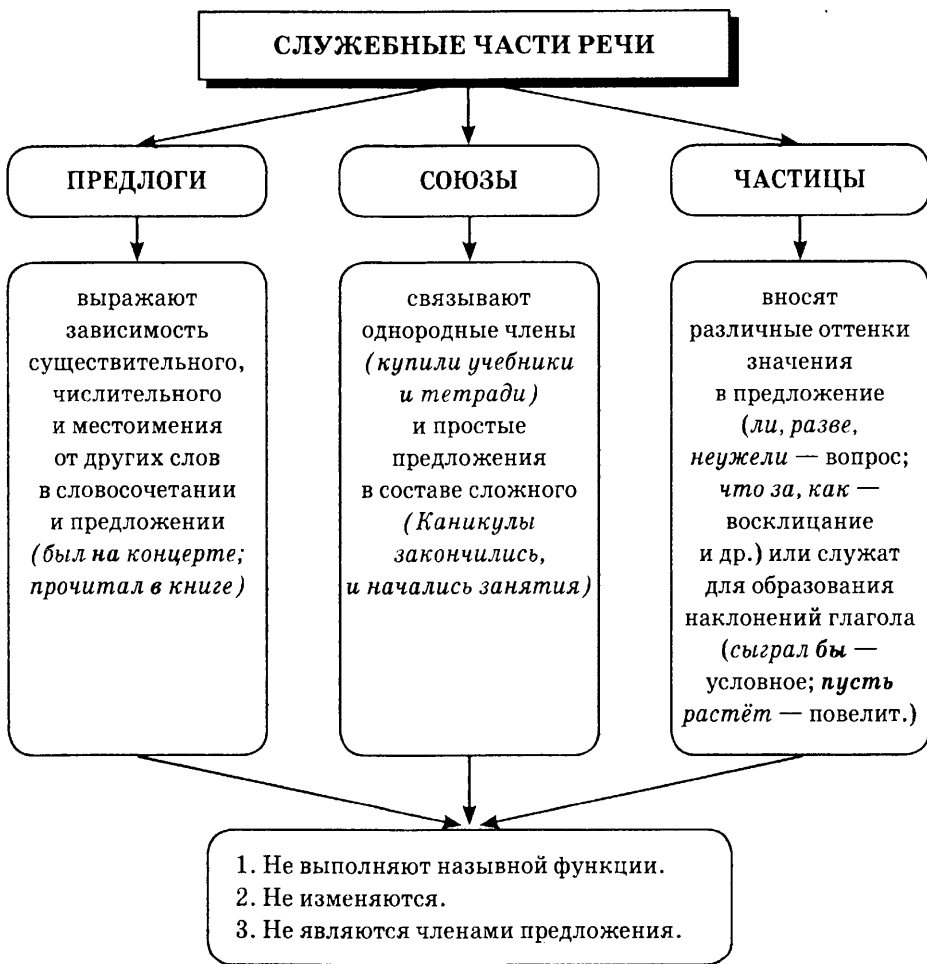 СЛУЖЕБНЫЕ ЧАСТИ РЕЧИ
ПРЕДЛОГИ
выражают
зависимость
существительного,
числительного
и местоимения
от других слов
в словосочетании
и предложении
(был на концерте;
прочитал в книге)
СОЮЗЫ
связывают
однородные члены
(купили учебники
и тетради)
и простые
предложения
в составе сложного
(Каникулы
закончились,
и начались занятия)
ЧАСТИЦЫ
вносят
различные оттенки
значения
в предложение
(ли, разве,
неужели — вопрос;
что за, как —
восклицание
и др.) или служат
для образования
наклонений глагола
(сыграл бы —
условное; пусть
растёт — повелит.)
1. Не выполняют назывной функции.
2. Не изменяются.
3. Не являются членами предложения.